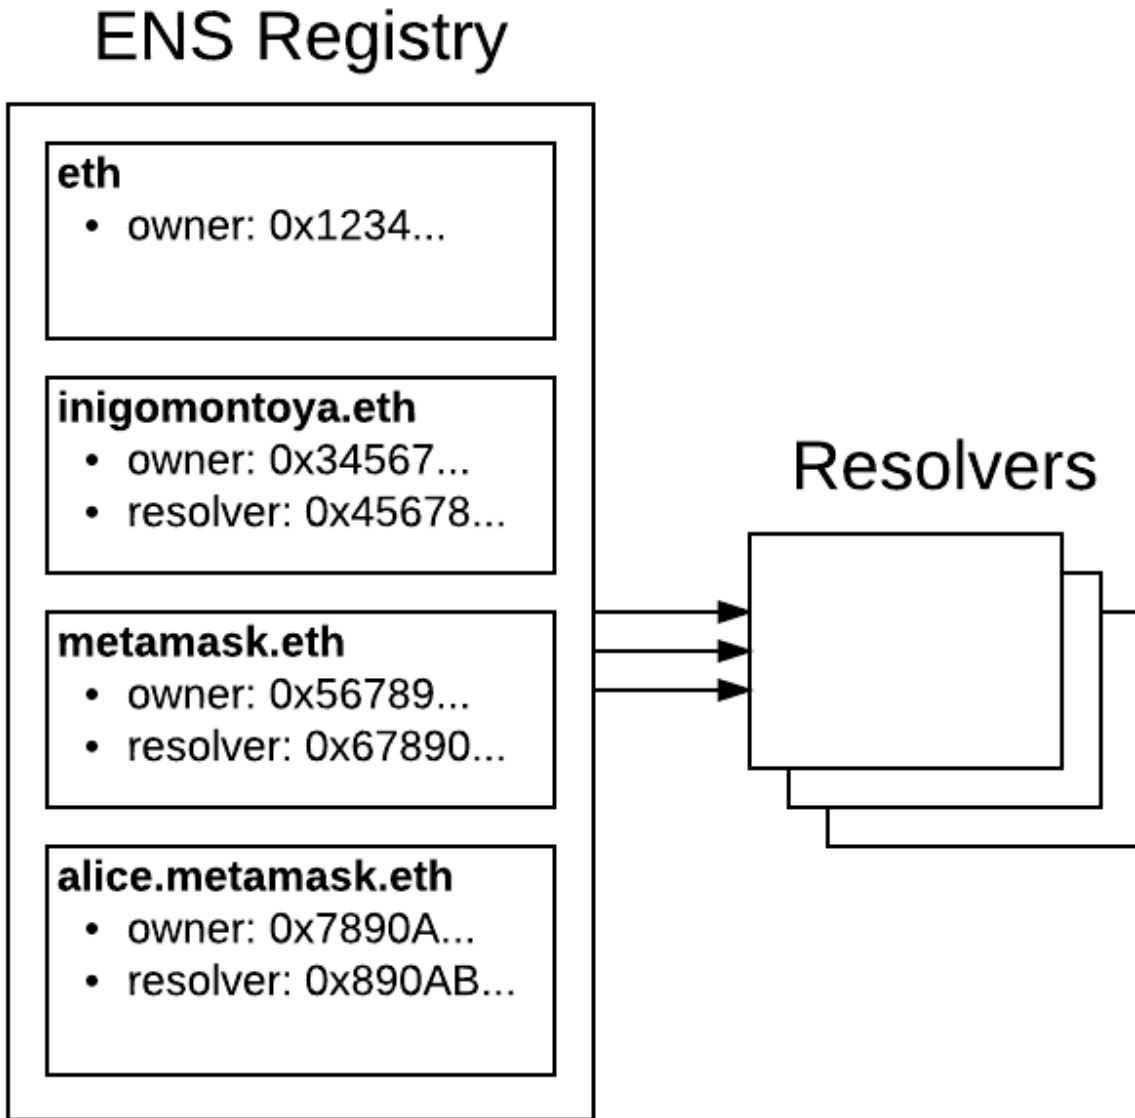 ENS Registry
eth
• owner: 0x1234...
inigomontoya.eth
• owner: 0x34567...
• resolver: 0x45678...
metamask.eth
• owner: 0x56789...
• resolver: 0x67890...
alice.metamask.eth
• owner: 0x7890A...
• resolver: 0x890AB...
Resolvers